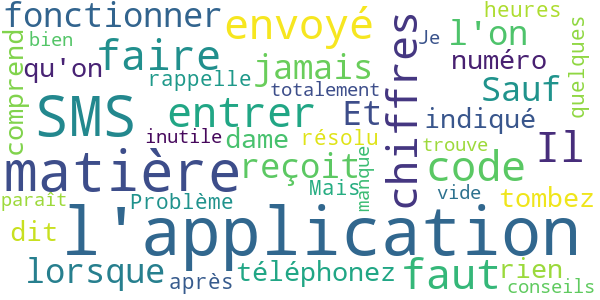 fonctionner envoyé heures
bien faire jamais Je l'on quelques
comprend qu'on rappelle totalement numéro
SMS entrer Et chiffres Sauf
indiqué
inutile dame résolu trouve
matière reçoit manque code Il
paraît Problème Mais vide tombez
dit l'application
lorsque après téléphonez faut rien
conseils